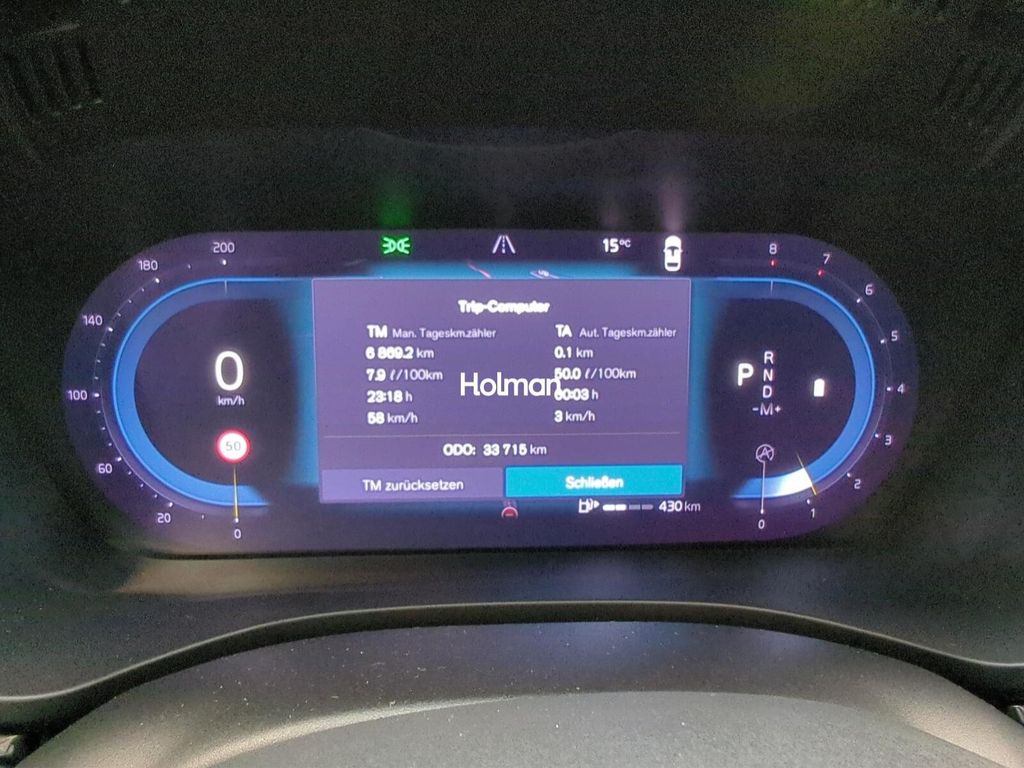 200
180
140
100
60
20
0
15°C
8
7
6
5
4
3
2
1
0
0
km/h
50
Trip-Computer
TM Man. Tageskm.zähler
6 869.2 km
7.9 ℓ/100km
23:18 h
58 km/h
TA Aut. Tageskm.zähler
0.1 km
50.0 ℓ/100km
00:03 h
3 km/h
Holman
ODO: 33 715 km
TM zurücksetzen
Schließen
430 km
P
R
N
D
-M+
A